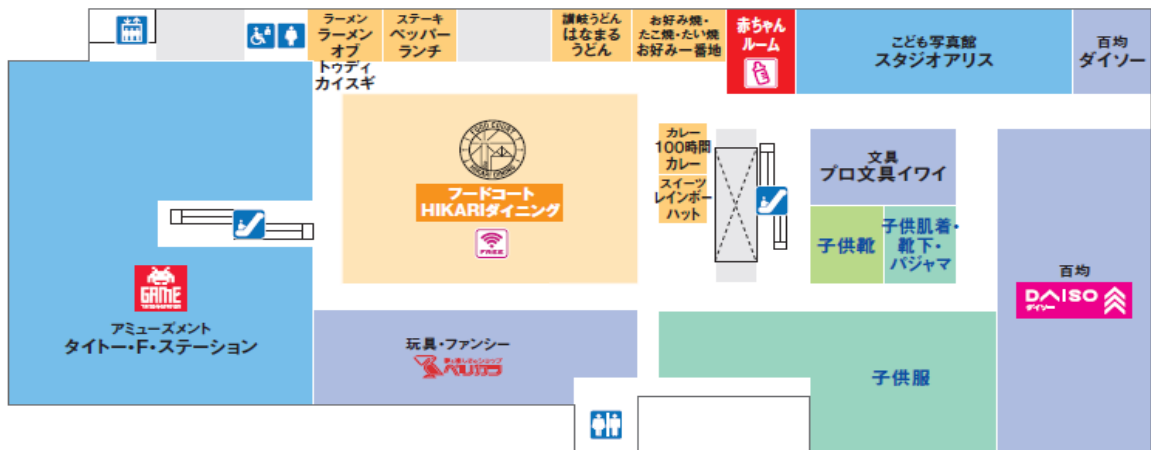 ラーメン
ラーメン
オブ
トゥディ
カイスギ
ステーキ
ペッパー
ランチ
讃岐うどん
はなまる
うどん
お好み焼・
たこ焼・たい焼
お好み一番地
赤ちゃん
ルーム
こども写真館
スタジオアリス
百均
ダイソー
FOOD COURT
HIKARI DINING
フードコート
HIKARIダイニング
FREE
カレー
100時間
カレー
スイーツ
レインボー
ハット
文具
プロ文具イワイ
子供靴
子供肌着・
靴下・
パジャマ
百均
DAISO
ダイソー
GAME
アミューズメント
タイトー・F・ステーション
玩具・ファンシー
ペリカン
子供服